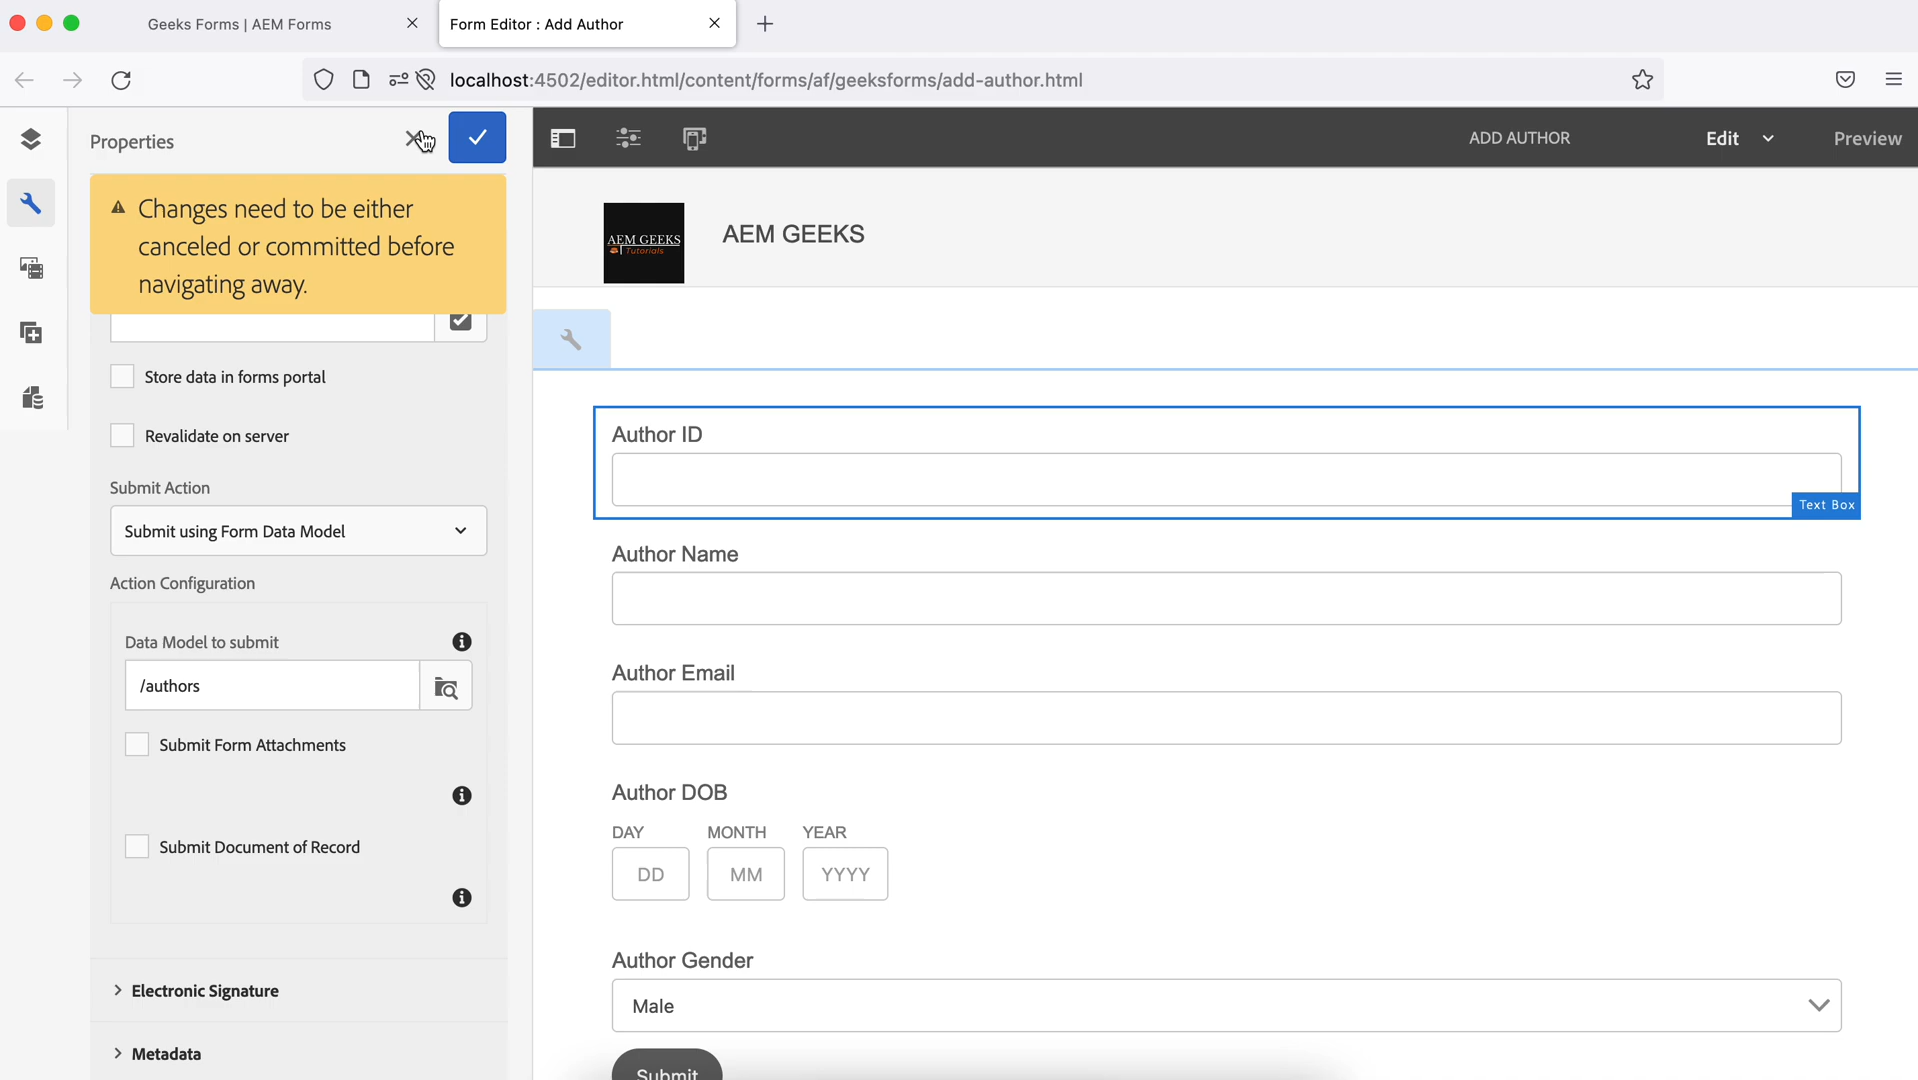 Geeks Forms | AEM Forms
Form Editor : Add Author
localhost:4502/editor.html/content/forms/af/geeksforms/add-author.html
Properties
ADD AUTHOR
Edit
Preview
Changes need to be either
canceled or committed before
navigating away.
AEM GEEKS
Tutorials
AEM GEEKS
Store data in forms portal
Revalidate on server
Submit Action
Submit using Form Data Model
Action Configuration
Data Model to submit
/authors
Submit Form Attachments
Submit Document of Record
Electronic Signature
Metadata
Author ID
Text Box
Author Name
Author Email
Author DOB
DAY MONTH YEAR
DD MM YYYY
Author Gender
Male
Submit